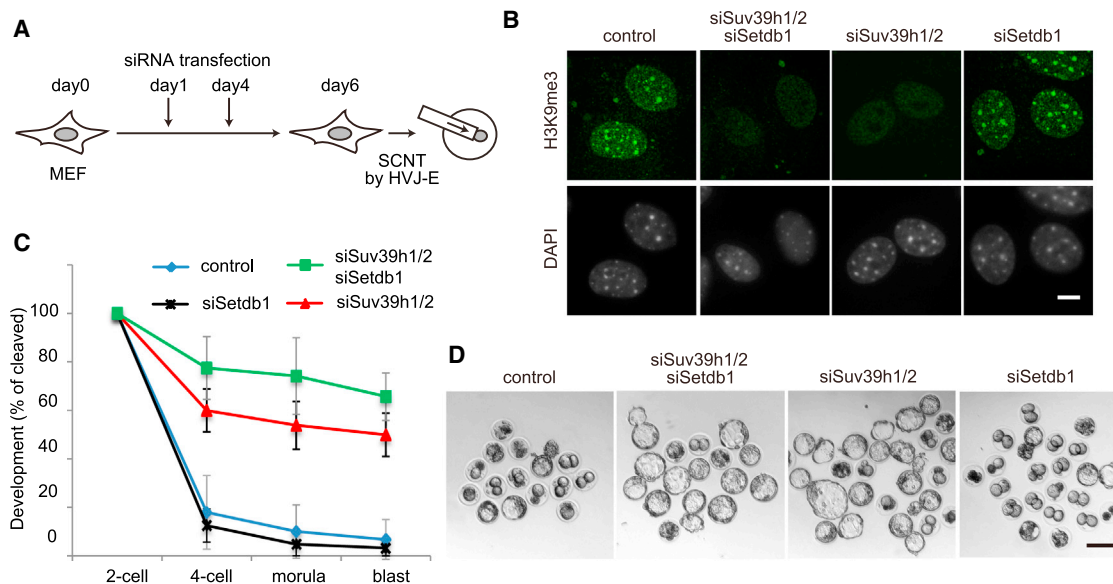 A
siRNA transfection
day0
day1
day4
day6
MEF
SCNT
by HVJ-E
B
control
siSuv39h1/2
siSetdb1
siSuv39h1/2
siSetdb1
H3K9me3
DAPI
C
control
siSuv39h1/2
siSetdb1
siSetdb1
siSuv39h1/2
Development (% of cleaved)
100
80
60
40
20
0
2-cell
4-cell
morula
blast
D
control
siSuv39h1/2
siSetdb1
siSuv39h1/2
siSetdb1